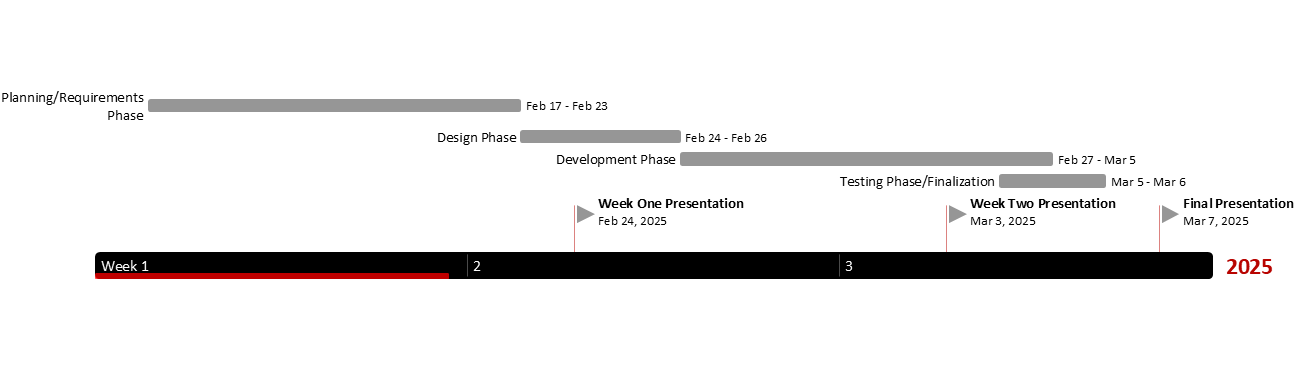 Planning/Requirements
Phase
Feb 17 - Feb 23
Design Phase
Feb 24 - Feb 26
Development Phase
Feb 27 - Mar 5
Testing Phase/Finalization
Mar 5 - Mar 6
Week One Presentation
Feb 24, 2025
Week Two Presentation
Mar 3, 2025
Final Presentation
Mar 7, 2025
Week 1
2
3
2025